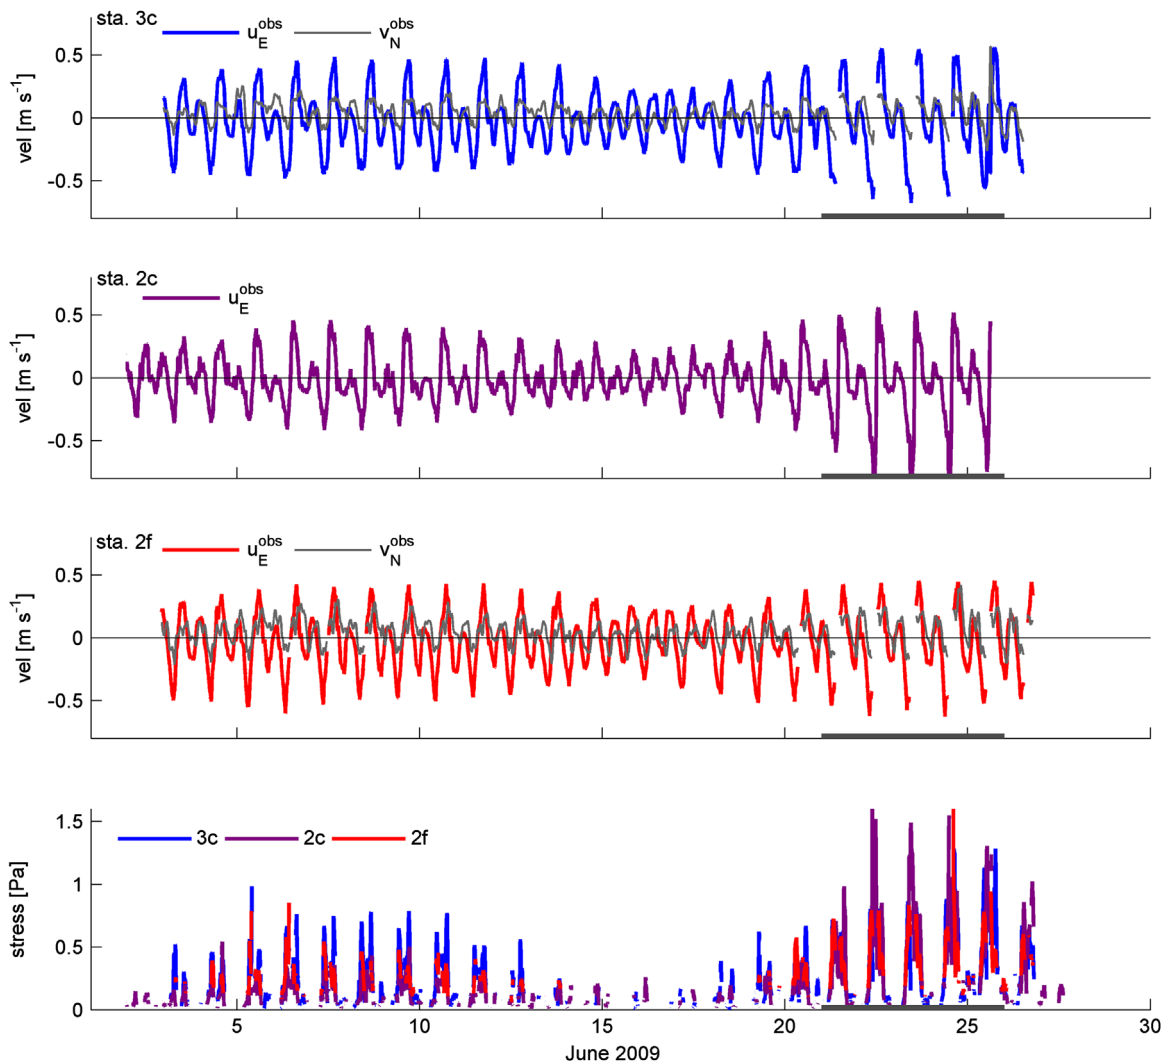 sta. 3c
u_E^obs v_N^obs
0.5
0
-0.5
vel [m s⁻¹]
sta. 2c
u_E^obs
0.5
0
-0.5
vel [m s⁻¹]
sta. 2f
u_E^obs v_N^obs
0.5
0
-0.5
vel [m s⁻¹]
3c 2c 2f
1.5
1
0.5
0
stress [Pa]
5 10 15 20 25 30
June 2009